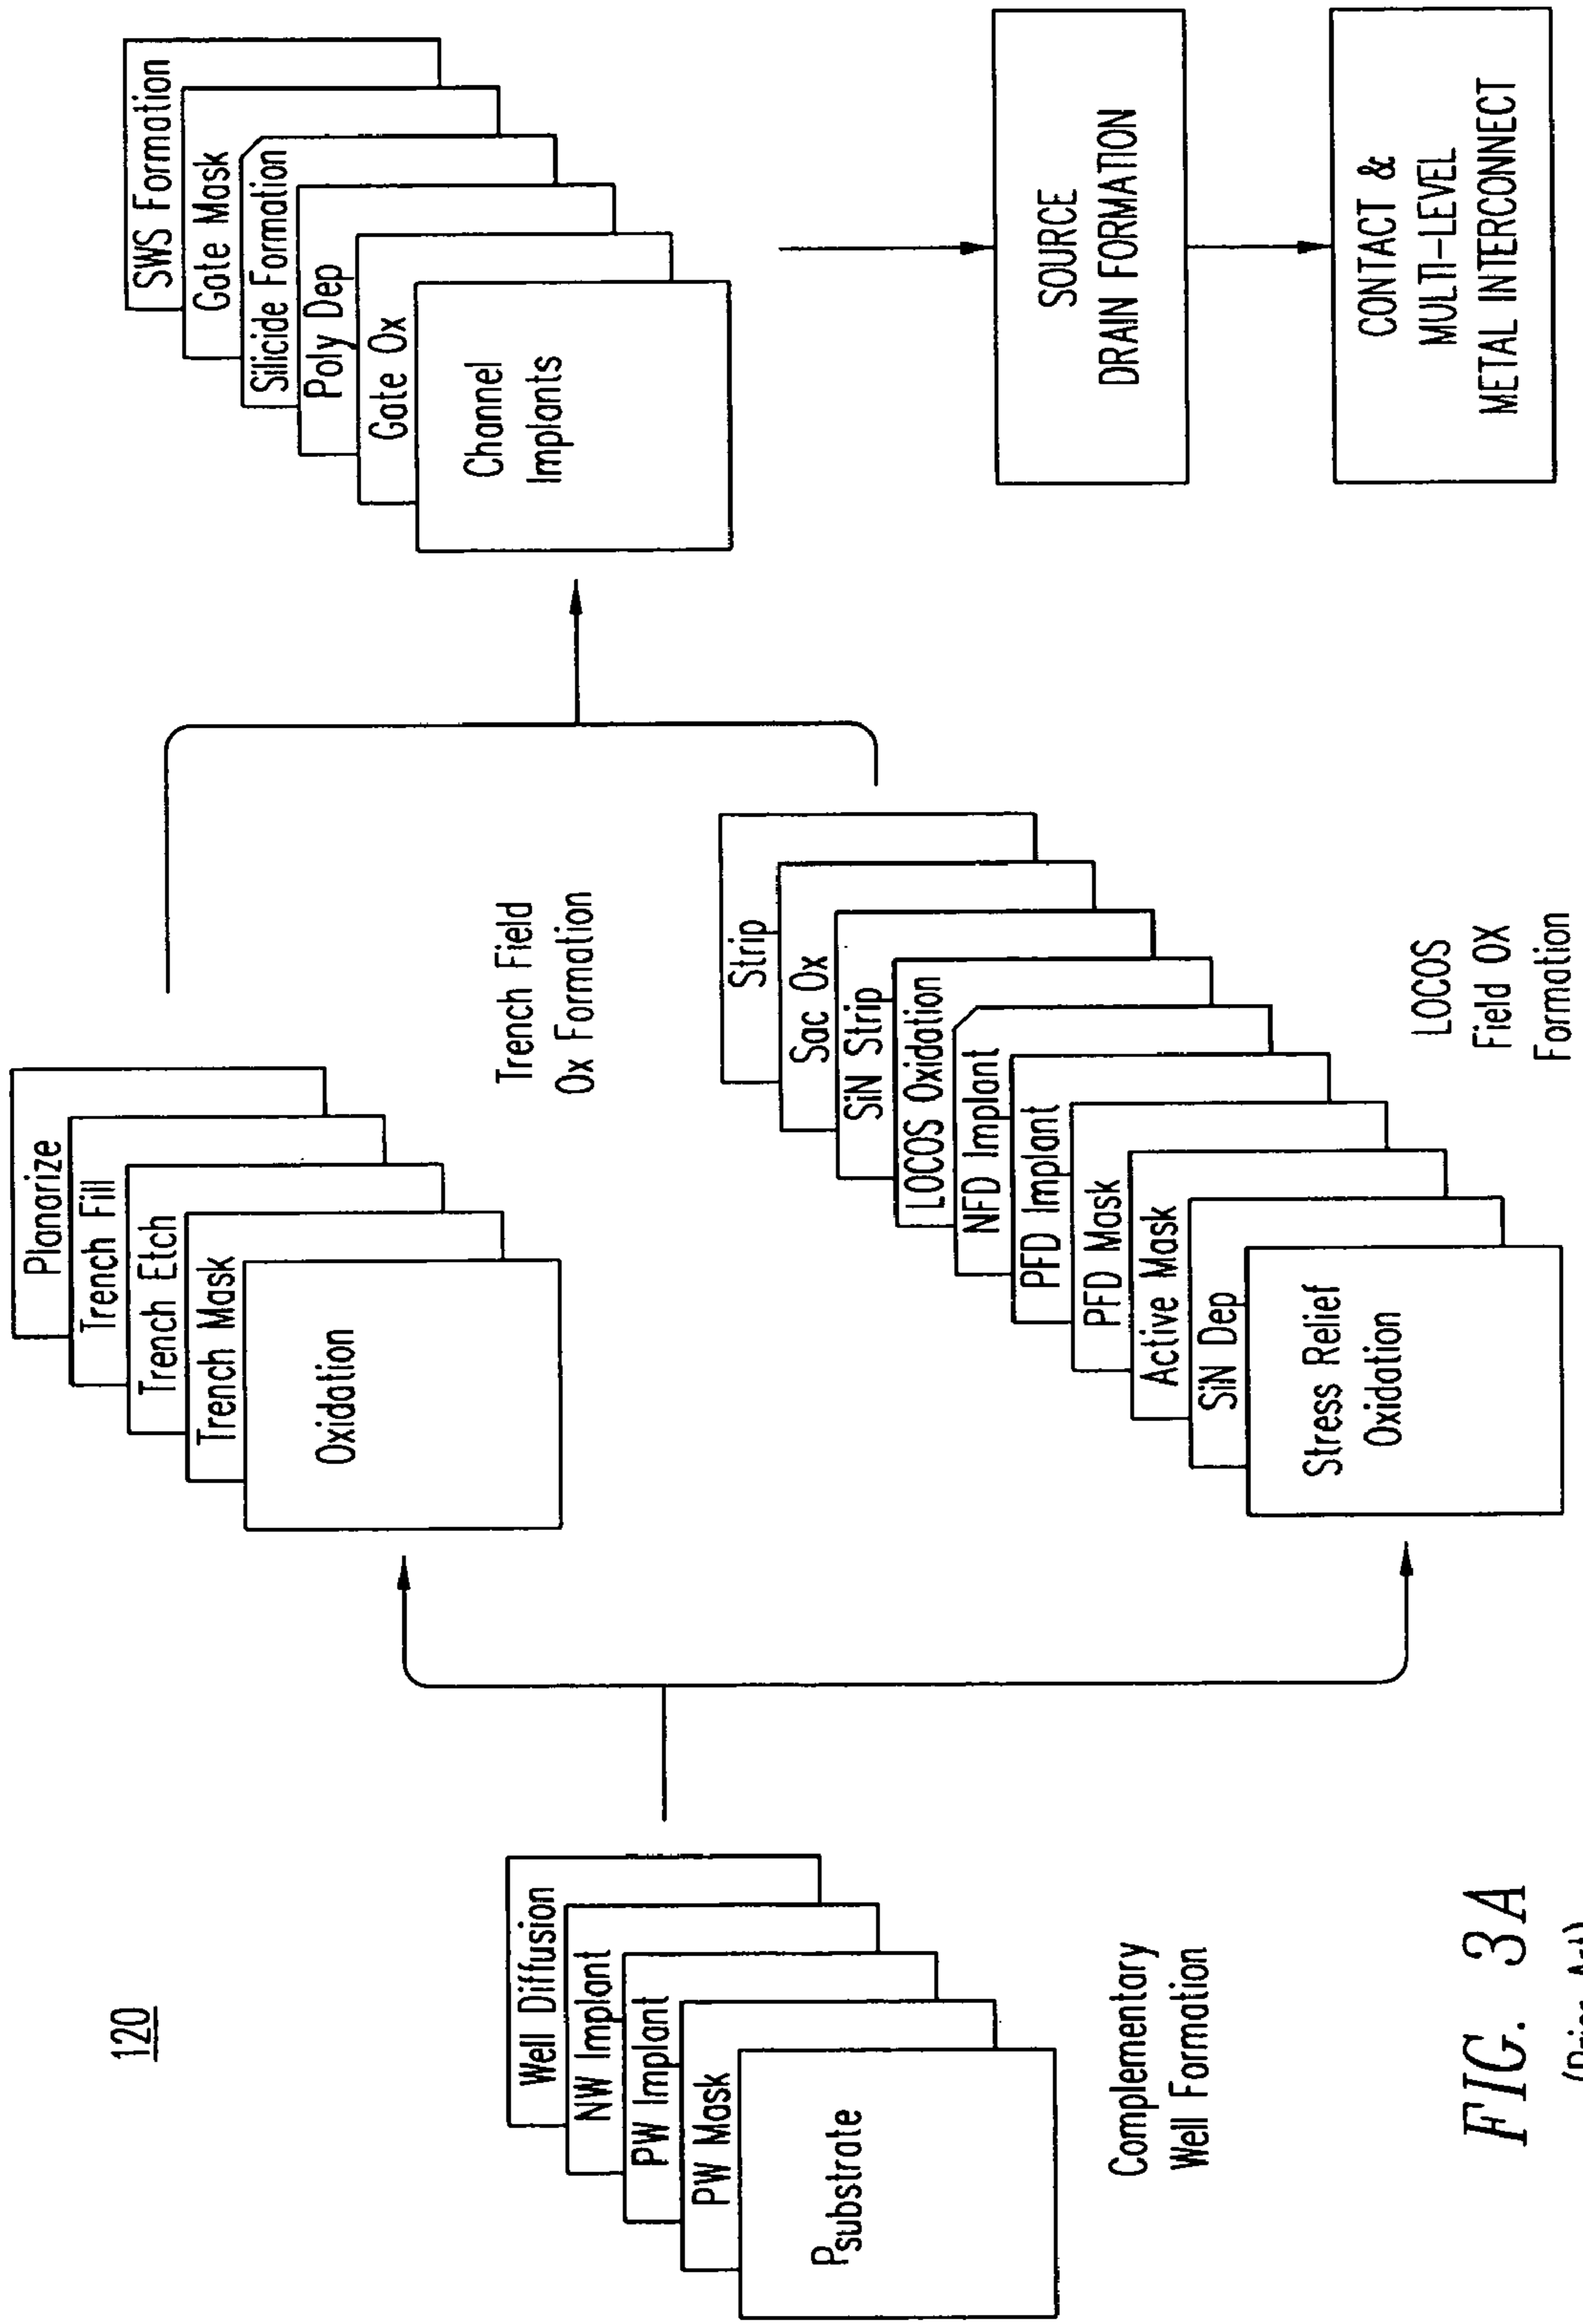 120
Well Diffusion
NW Implant
PW Implant
PW Mask
Psubstrate
Complementary
Well Formation
Planarize
Trench Fill
Trench Etch
Trench Mask
Oxidation
Trench Field
Ox Formation
Strip
Sac Ox
SiN Strip
LOCOS Oxidation
NFD Implant
PFD Implant
PFD Mask
Active Mask
SiN Dep
Stress Relief
Oxidation
LOCOS
Field OX
Formation
SWS Formation
Gate Mask
Silicide Formation
Poly Dep
Gate Ox
Channel
Implants
SOURCE
DRAIN FORMATION
CONTACT &
MULTI-LEVEL
METAL INTERCONNECT
FIG. 3A
(Prior Art)